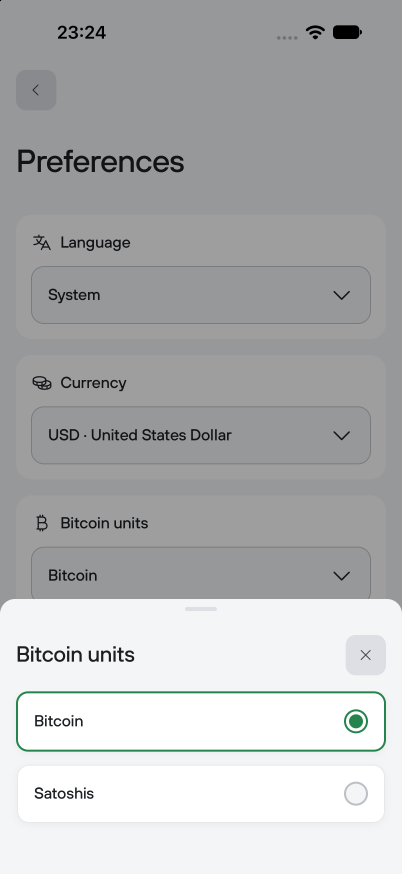 23:24
Preferences
Language
System
Currency
USD · United States Dollar
Bitcoin units
Bitcoin
Bitcoin units
Bitcoin
Satoshis